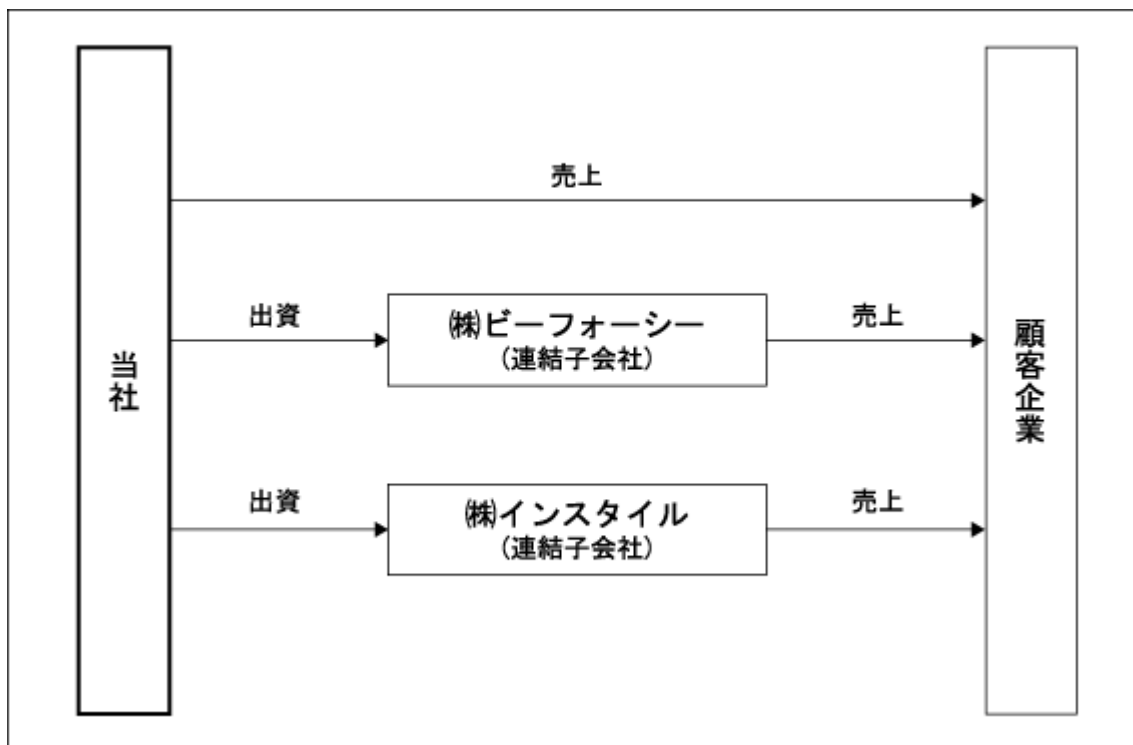 売上
出資
㈱ビーフォーシー
(連結子会社)
売上
当社
顧客企業
出資
㈱インスタイル
(連結子会社)
売上